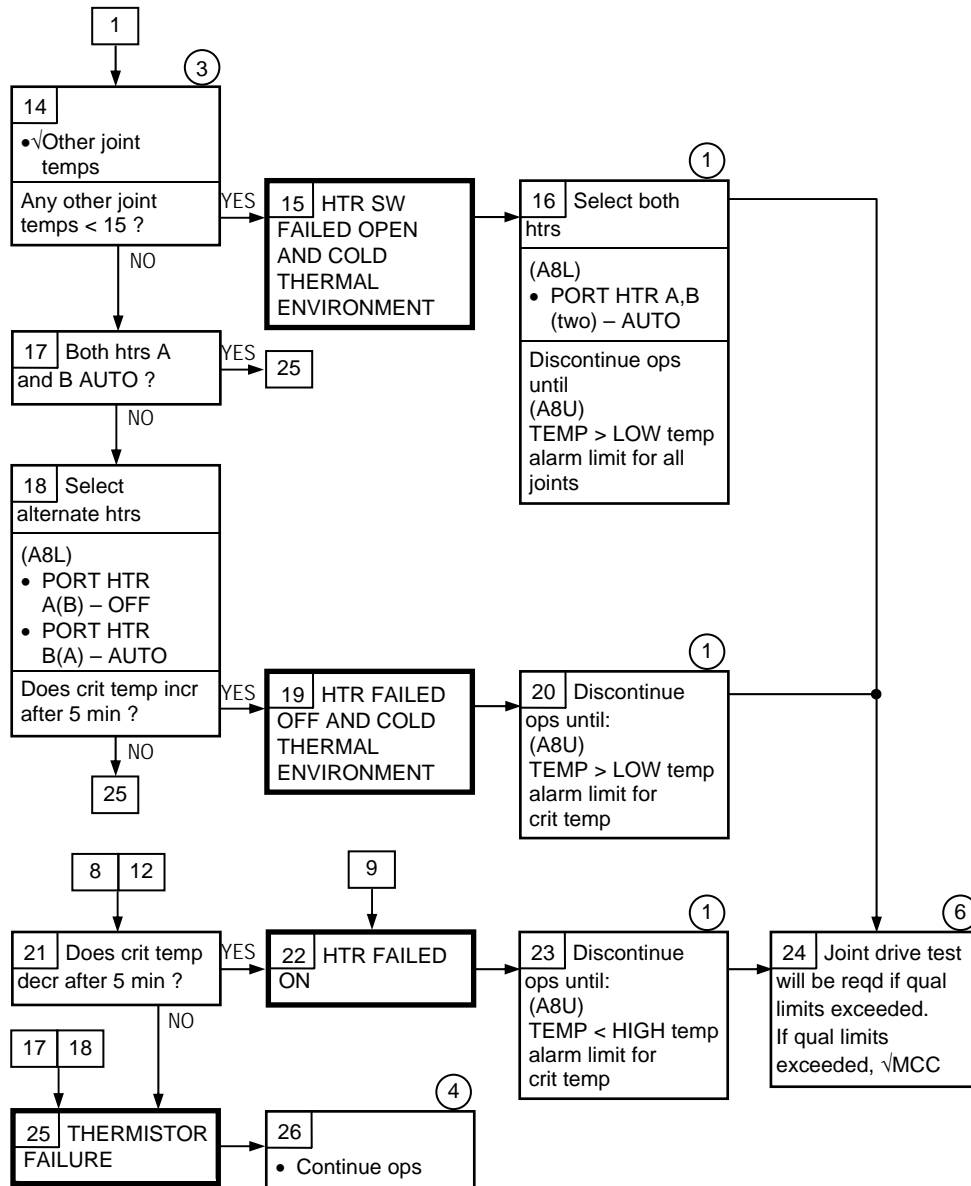 1
3
14
•√Other joint
temps
Any other joint
temps < 15 ?
YES
NO
15 HTR SW
FAILED OPEN
AND COLD
THERMAL
ENVIRONMENT
1
16 Select both
htrs
(A8L)
• PORT HTR A,B
(two) – AUTO
Discontinue ops
until
(A8U)
TEMP > LOW temp
alarm limit for all
joints
17 Both htrs A
and B AUTO ?
YES
25
NO
18 Select
alternate htrs
(A8L)
• PORT HTR
A(B) – OFF
• PORT HTR
B(A) – AUTO
Does crit temp incr
after 5 min ?
YES
NO
25
19 HTR FAILED
OFF AND COLD
THERMAL
ENVIRONMENT
1
20 Discontinue
ops until:
(A8U)
TEMP > LOW temp
alarm limit for
crit temp
8 12
21 Does crit temp
decr after 5 min ?
YES
NO
9
22 HTR FAILED
ON
1
23 Discontinue
ops until:
(A8U)
TEMP < HIGH temp
alarm limit for
crit temp
6
24 Joint drive test
will be reqd if qual
limits exceeded.
If qual limits
exceeded, √MCC
17 18
25 THERMISTOR
FAILURE
4
26
• Continue ops